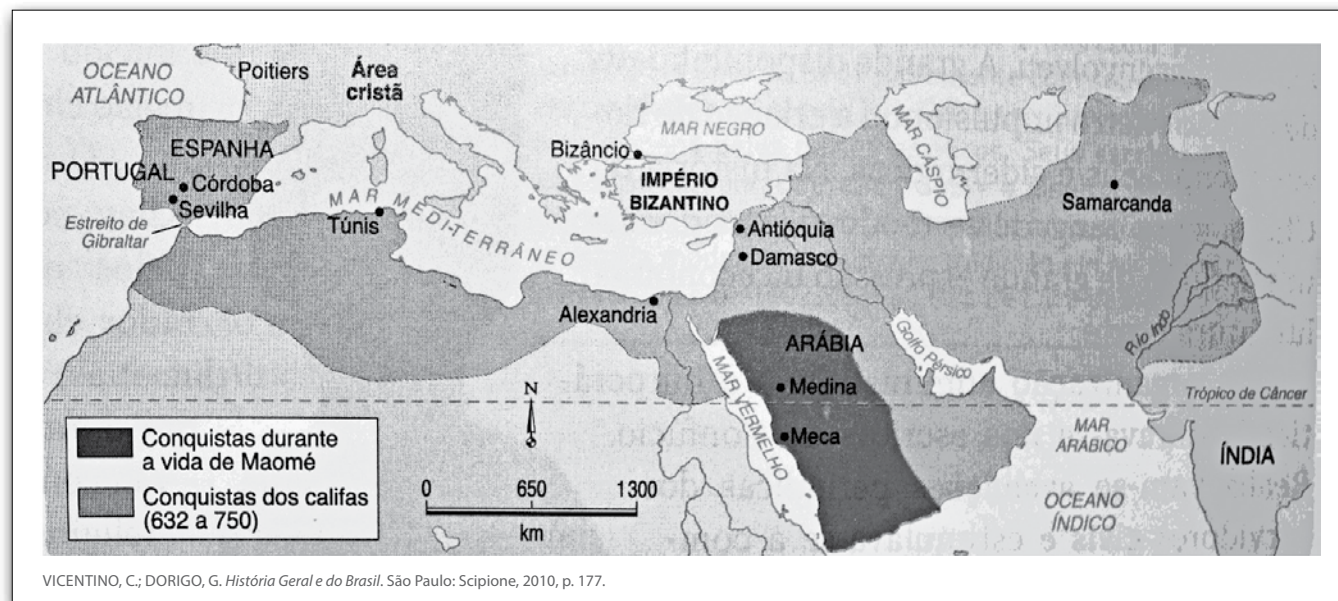 OCEANO
ATLÂNTICO
Poitiers
Área
cristã
MAR NEGRO
MAR CÁSPIO
PORTUGAL
ESPANHA
Córdoba
Sevilha
Estreito de
Gibraltar
MAR MEDITERRÂNEO
Túnis
Bizâncio
IMPÉRIO
BIZANTINO
Antióquia
Damasco
Samarcanda
Alexandria
ARÁBIA
Medina
Meca
MAR VERMELHO
Golfo Pérsico
Rio Indo
Trópico de Câncer
MAR
ARÁBICO
ÍNDIA
OCEANO
ÍNDICO
N
Conquistas durante
a vida de Maomé
Conquistas dos califas
(632 a 750)
0 650 1300
km
VICENTINO, C.; DORIGO, G. História Geral e do Brasil. São Paulo: Scipione, 2010, p. 177.